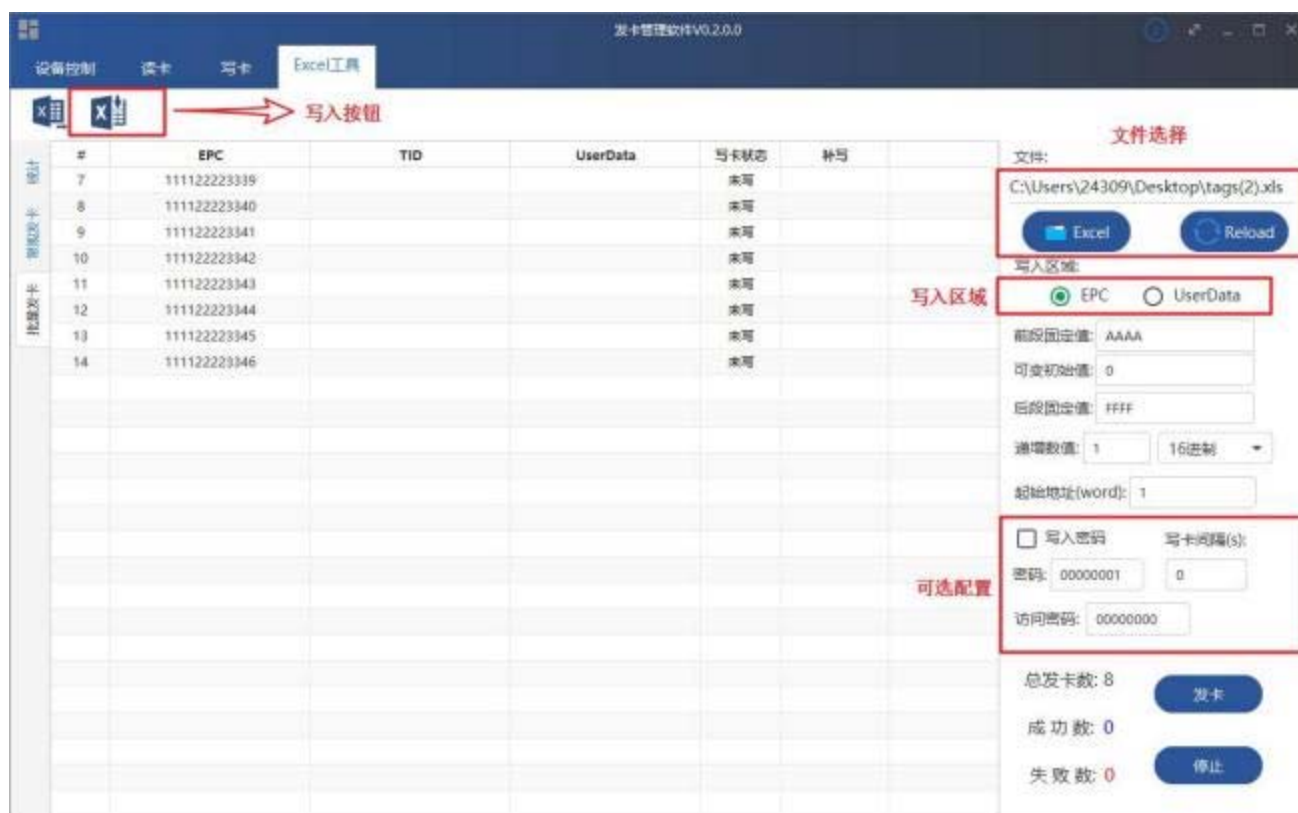 发卡管理软件V0.2.0.0
设备控制 读卡 写卡 Excel工具
写入按钮
文件选择
# EPC TID UserData 写卡状态 补写
文件:
统计
7 111122223339 未写
C:\Users\24309\Desktop\tags(2).xls
8 111122223340 未写
9 111122223341 未写
Excel Reload
10 111122223342 未写
写入区域:
批量发卡
11 111122223343 未写
写入区域
EPC UserData
12 111122223344 未写
13 111122223345 未写
前段固定值: AAAA
14 111122223346 未写
可变初始值: 0
后段固定值: FFFF
递增数值: 1 16进制
起始地址(word): 1
写入密码 写卡间隔(s):
可选配置
密码: 00000001 0
访问密码: 00000000
总发卡数: 8
发卡
成功数: 0
失败数: 0
停止